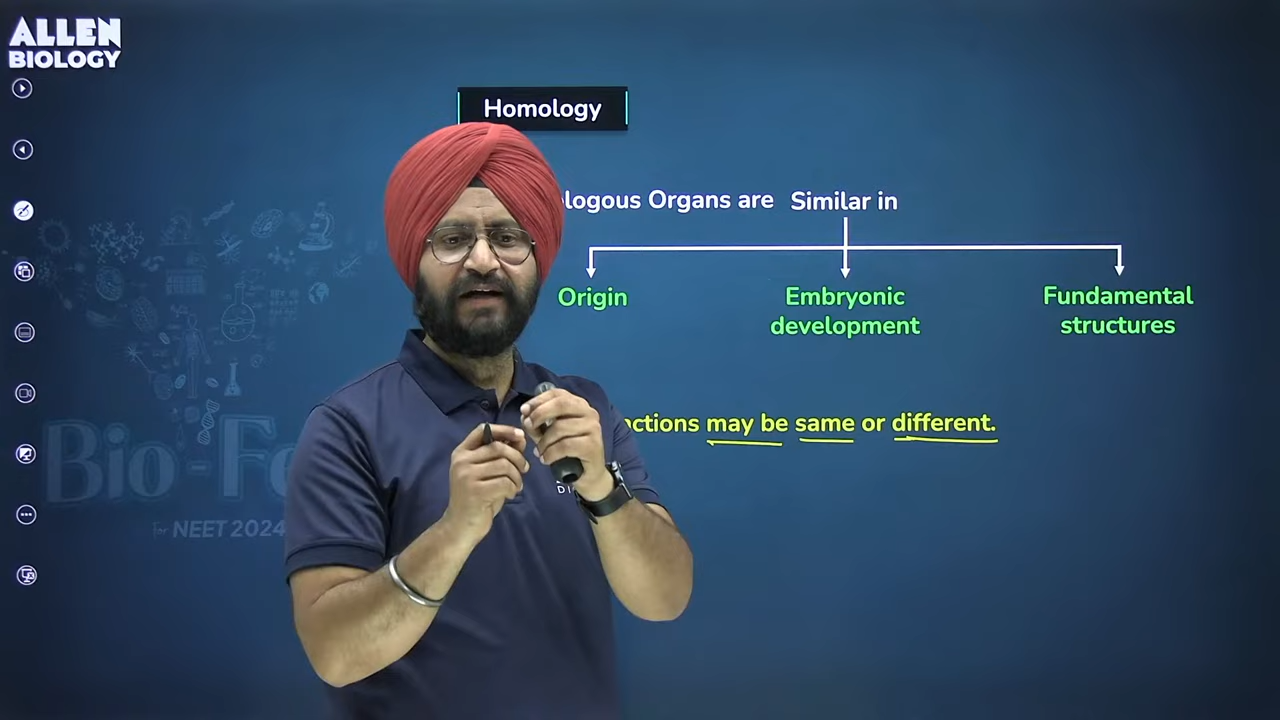 ALLEN
BIOLOGY
Homology
logous Organs are Similar in
Origin
Embryonic
development
Fundamental
structures
ctions may be same or different.
Bio-Fe
For NEET 2024